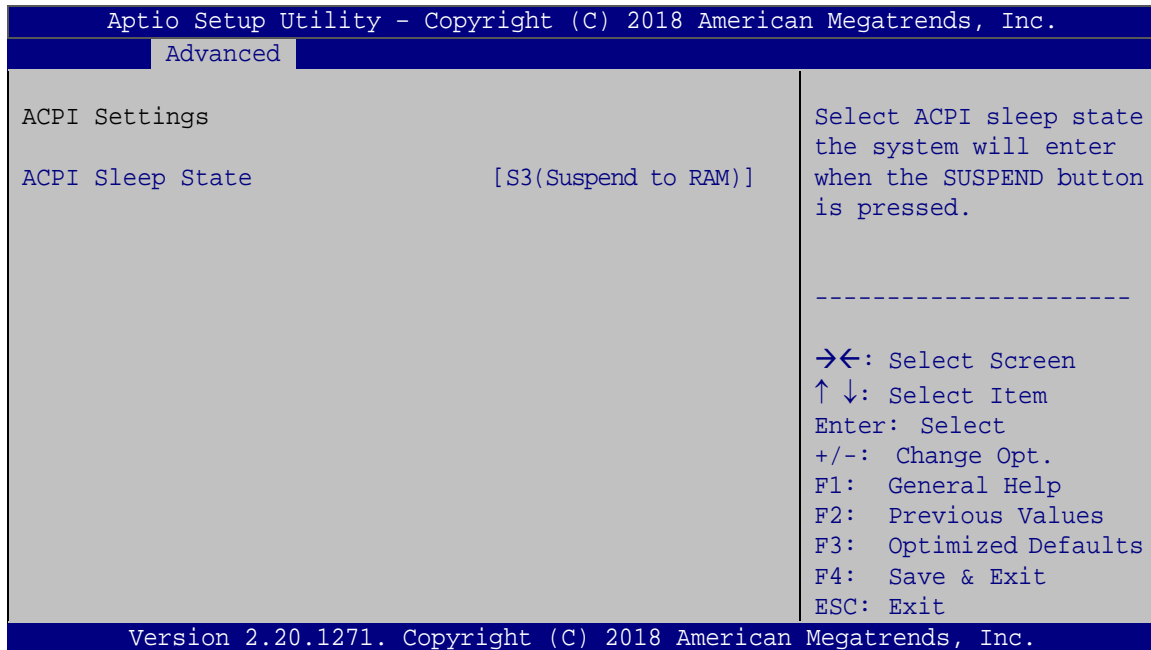 Aptio Setup Utility – Copyright (C) 2018 American Megatrends, Inc.
Advanced
ACPI Settings
ACPI Sleep State [S3(Suspend to RAM)]
Select ACPI sleep state
the system will enter
when the SUSPEND button
is pressed.
----------------------
→←: Select Screen
↑ ↓: Select Item
Enter: Select
+/-: Change Opt.
F1: General Help
F2: Previous Values
F3: Optimized Defaults
F4: Save & Exit
ESC: Exit
Version 2.20.1271. Copyright (C) 2018 American Megatrends, Inc.